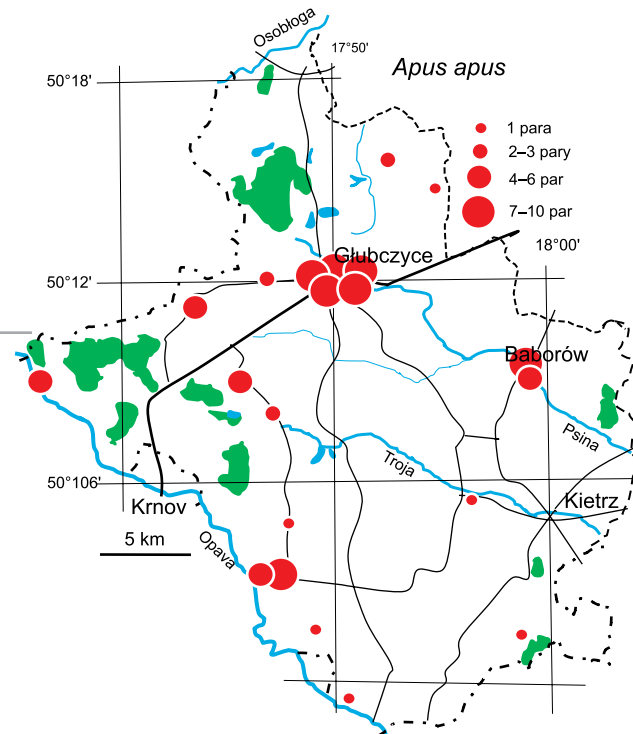 Osobłoga
17°50'
Apus apus
50°18'
1 para
2–3 pary
4–6 par
7–10 par
Głubczyce
18°00'
50°12'
Baborów
Psina
Troja
50°106'
Krnov
Kietrz
5 km
Opava